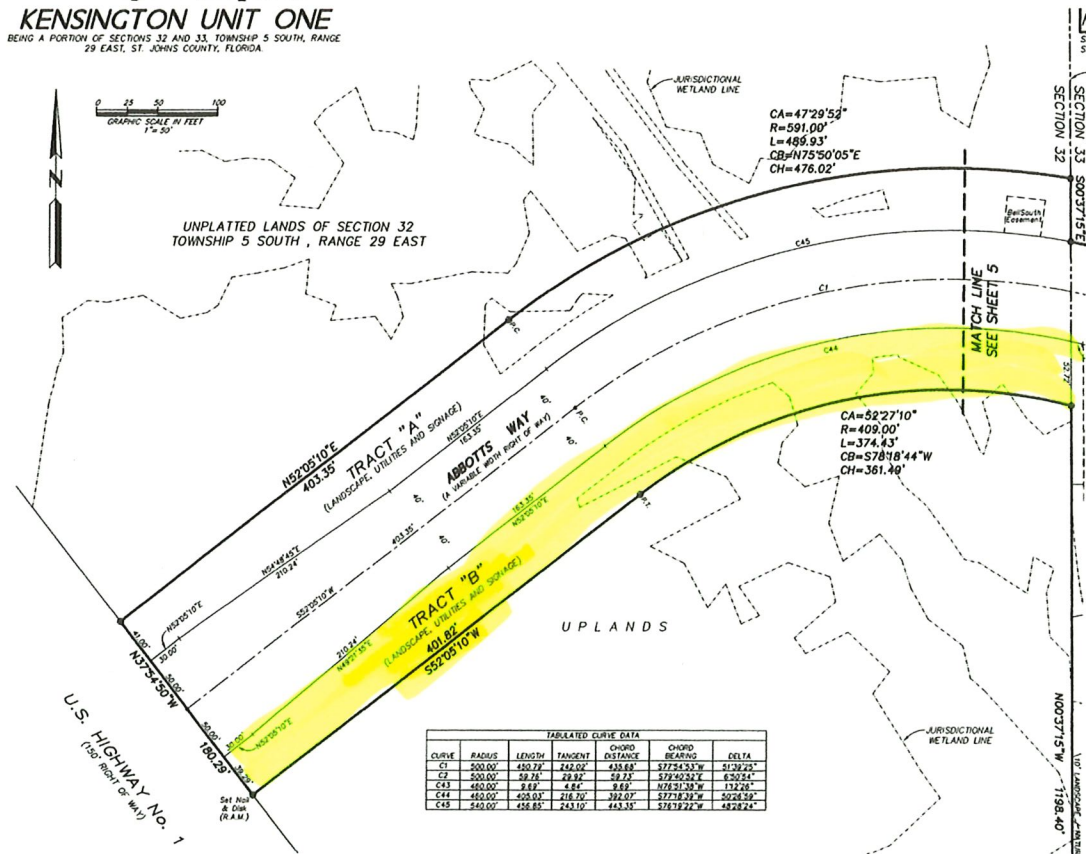 KENSINGTON UNIT ONE
BEING A PORTION OF SECTIONS 32 AND 33, TOWNSHIP 5 SOUTH, RANGE
29 EAST, ST. JOHNS COUNTY, FLORIDA.
0 25 50 100
GRAPHIC SCALE IN FEET
1"= 50'
N
JURISDICTIONAL
WETLAND LINE
CA=47°29'52"
R=591.00'
L=489.93'
CB=N75°50'05"E
CH=476.02'
SECTION 32
SECTION 33
S00°37'15"E
UNPLATTED LANDS OF SECTION 32
TOWNSHIP 5 SOUTH , RANGE 29 EAST
BellSouth
Easement
C45
C1
C44
MATCH LINE
SEE SHEET 5
52.72'
P.C.
N52°05'10"E
403.35'
TRACT "A"
(LANDSCAPE, UTILITIES AND SIGNAGE)
N52°05'10"E
163.35'
ABBOTTS WAY
(A VARIABLE WIDTH RIGHT OF WAY)
40'
40'
P.C.
40'
40'
163.35'
N52°05'10"E
CA=52°27'10"
R=409.00'
L=374.43'
CB=S78°18'44"W
CH=361.49'
P.T.
N54°48'45"E
210.24'
403.35'
S52°05'10"W
N52°05'10"E
30.00'
41.00'
N37°54'50"W
50.00'
50.00'
180.29'
30.00'
N52°05'10"E
39.29'
210.24'
N49°21'35"E
TRACT "B"
(LANDSCAPE, UTILITIES AND SIGNAGE)
401.82'
S52°05'10"W
UPLANDS
U.S. HIGHWAY No. 1
(150' RIGHT OF WAY)
Set Nail
& Disk
(R.A.M.)
TABULATED CURVE DATA
CURVE RADIUS LENGTH TANGENT CHORD DISTANCE CHORD BEARING DELTA
C1 500.00' 450.79' 242.02' 435.68' S77°54'53"W 51°39'25"
C2 500.00' 59.76' 29.92' 59.73' S79°40'52"E 6°50'54"
C43 460.00' 9.69' 4.84' 9.69' N76°51'38"W 1°12'26"
C44 460.00' 405.03' 216.70' 392.07' S77°18'39"W 50°26'59"
C45 540.00' 456.85' 243.10' 443.35' S76°19'22"W 48°28'24"
JURISDICTIONAL
WETLAND LINE
N00°37'15"W 1198.40'